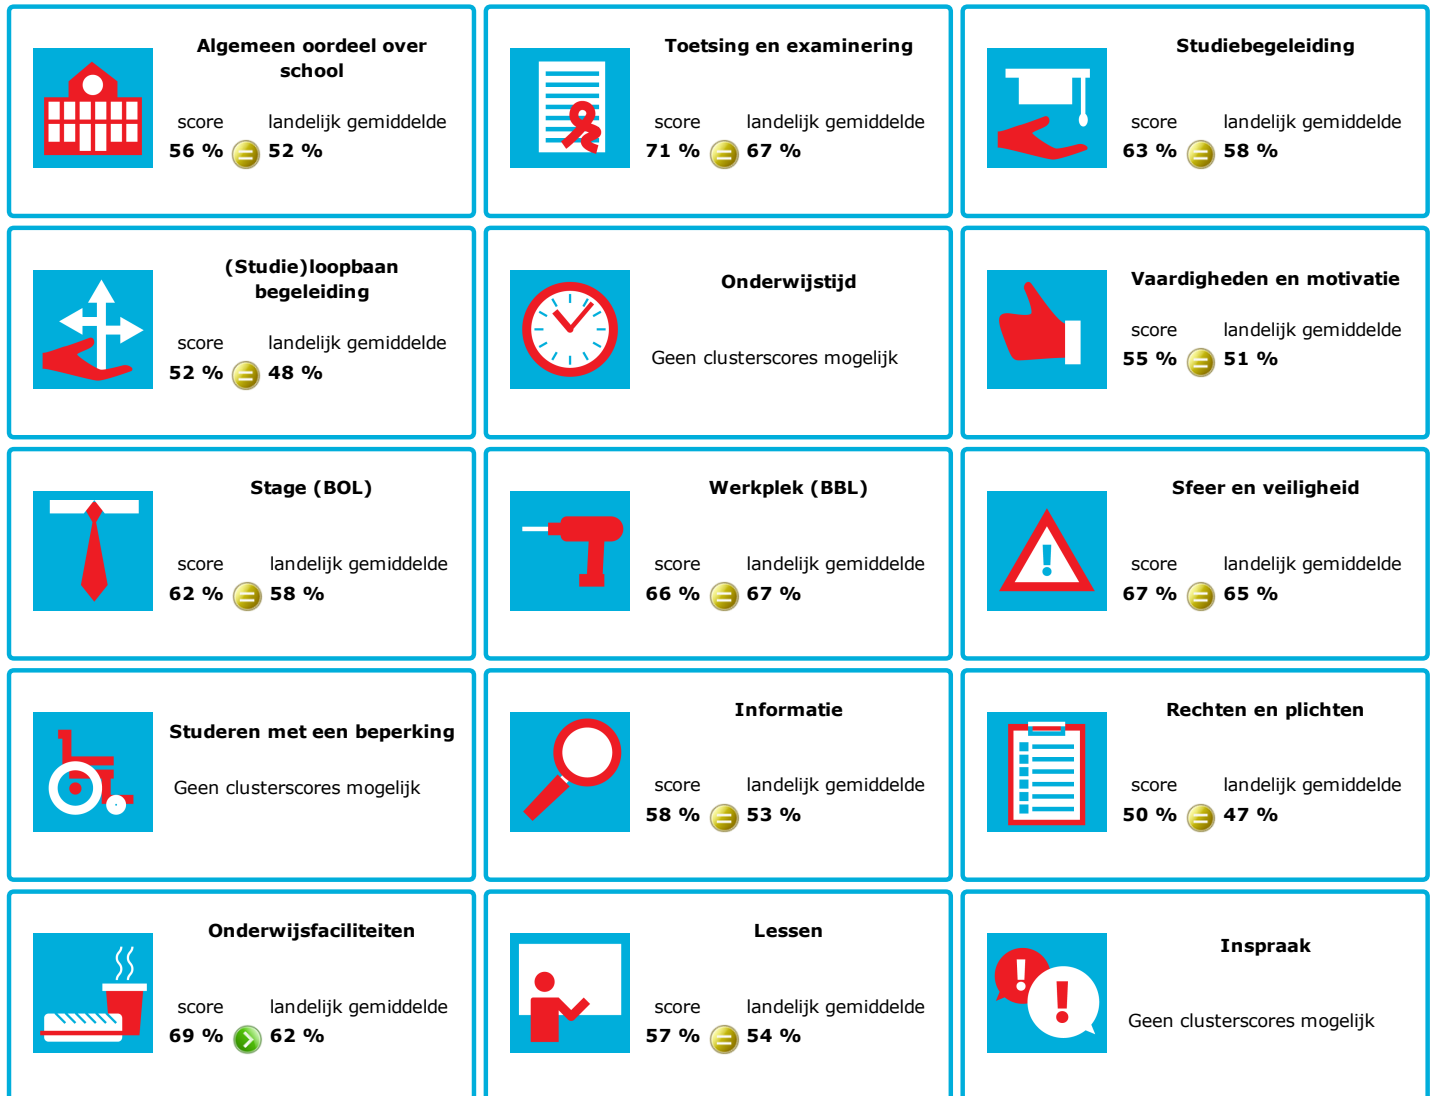 Algemeen oordeel over
school
score landelijk gemiddelde
56 % = 52 %
Toetsing en examinering
score landelijk gemiddelde
71 % = 67 %
Studiebegeleiding
score landelijk gemiddelde
63 % = 58 %
(Studie)loopbaan
begeleiding
score landelijk gemiddelde
52 % = 48 %
Onderwijstijd
Geen clusterscores mogelijk
Vaardigheden en motivatie
score landelijk gemiddelde
55 % = 51 %
Stage (BOL)
score landelijk gemiddelde
62 % = 58 %
Werkplek (BBL)
score landelijk gemiddelde
66 % = 67 %
Sfeer en veiligheid
score landelijk gemiddelde
67 % = 65 %
Studeren met een beperking
Geen clusterscores mogelijk
Informatie
score landelijk gemiddelde
58 % = 53 %
Rechten en plichten
score landelijk gemiddelde
50 % = 47 %
Onderwijsfaciliteiten
score landelijk gemiddelde
69 % > 62 %
Lessen
score landelijk gemiddelde
57 % = 54 %
Inspraak
Geen clusterscores mogelijk